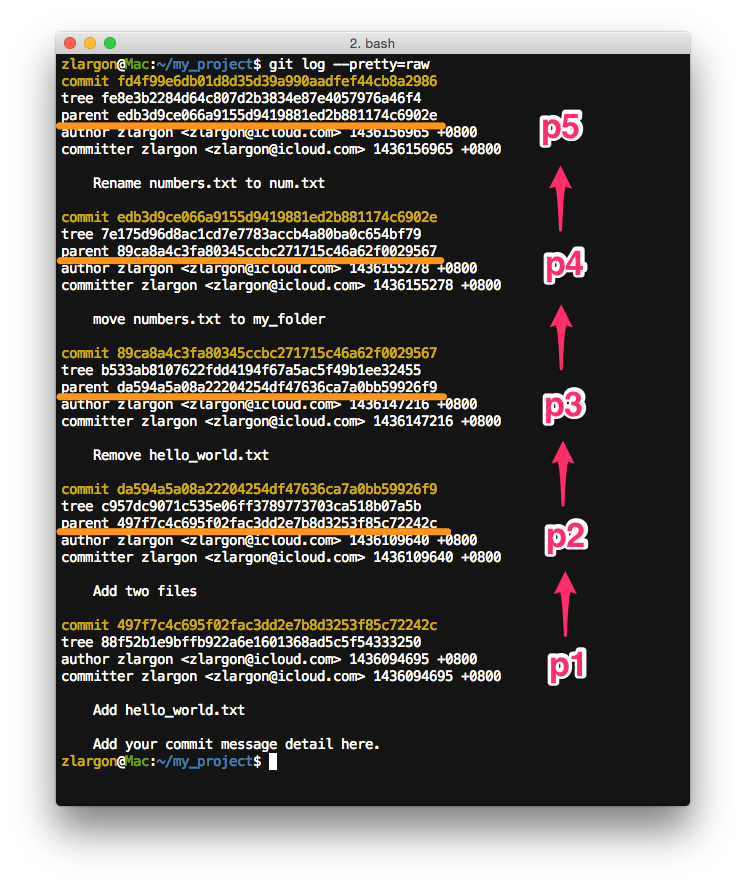 2. bash
zlargon@Mac:~/my_project$ git log --pretty=raw
commit fd4f99e6db01d8d35d39a990aadfef44cb8a2986
tree fe8e3b2284d64c807d2b3834e87e4057976a46f4
parent edb3d9ce066a9155d9419881ed2b881174c6902e
author zlargon <zlargon@icloud.com> 1436156965 +0800
committer zlargon <zlargon@icloud.com> 1436156965 +0800
Rename numbers.txt to num.txt
p5
commit edb3d9ce066a9155d9419881ed2b881174c6902e
tree 7e175d96d8ac1cd7e7783accb4a80ba0c654bf79
parent 89ca8a4c3fa80345ccbc271715c46a62f0029567
author zlargon <zlargon@icloud.com> 1436155278 +0800
committer zlargon <zlargon@icloud.com> 1436155278 +0800
move numbers.txt to my_folder
p4
commit 89ca8a4c3fa80345ccbc271715c46a62f0029567
tree b533ab8107622fdd4194f67a5ac5f49b1ee32455
parent da594a5a08a22204254df47636ca7a0bb59926f9
author zlargon <zlargon@icloud.com> 1436147216 +0800
committer zlargon <zlargon@icloud.com> 1436147216 +0800
Remove hello_world.txt
p3
commit da594a5a08a22204254df47636ca7a0bb59926f9
tree c957dc9071c535e06ff3789773703ca518b07a5b
parent 497f7c4c695f02fac3dd2e7b8d3253f85c72242c
author zlargon <zlargon@icloud.com> 1436109640 +0800
committer zlargon <zlargon@icloud.com> 1436109640 +0800
Add two files
p2
commit 497f7c4c695f02fac3dd2e7b8d3253f85c72242c
tree 88f52b1e9bffb922a6e1601368ad5c5f54333250
author zlargon <zlargon@icloud.com> 1436094695 +0800
committer zlargon <zlargon@icloud.com> 1436094695 +0800
Add hello_world.txt
Add your commit message detail here.
p1
zlargon@Mac:~/my_project$